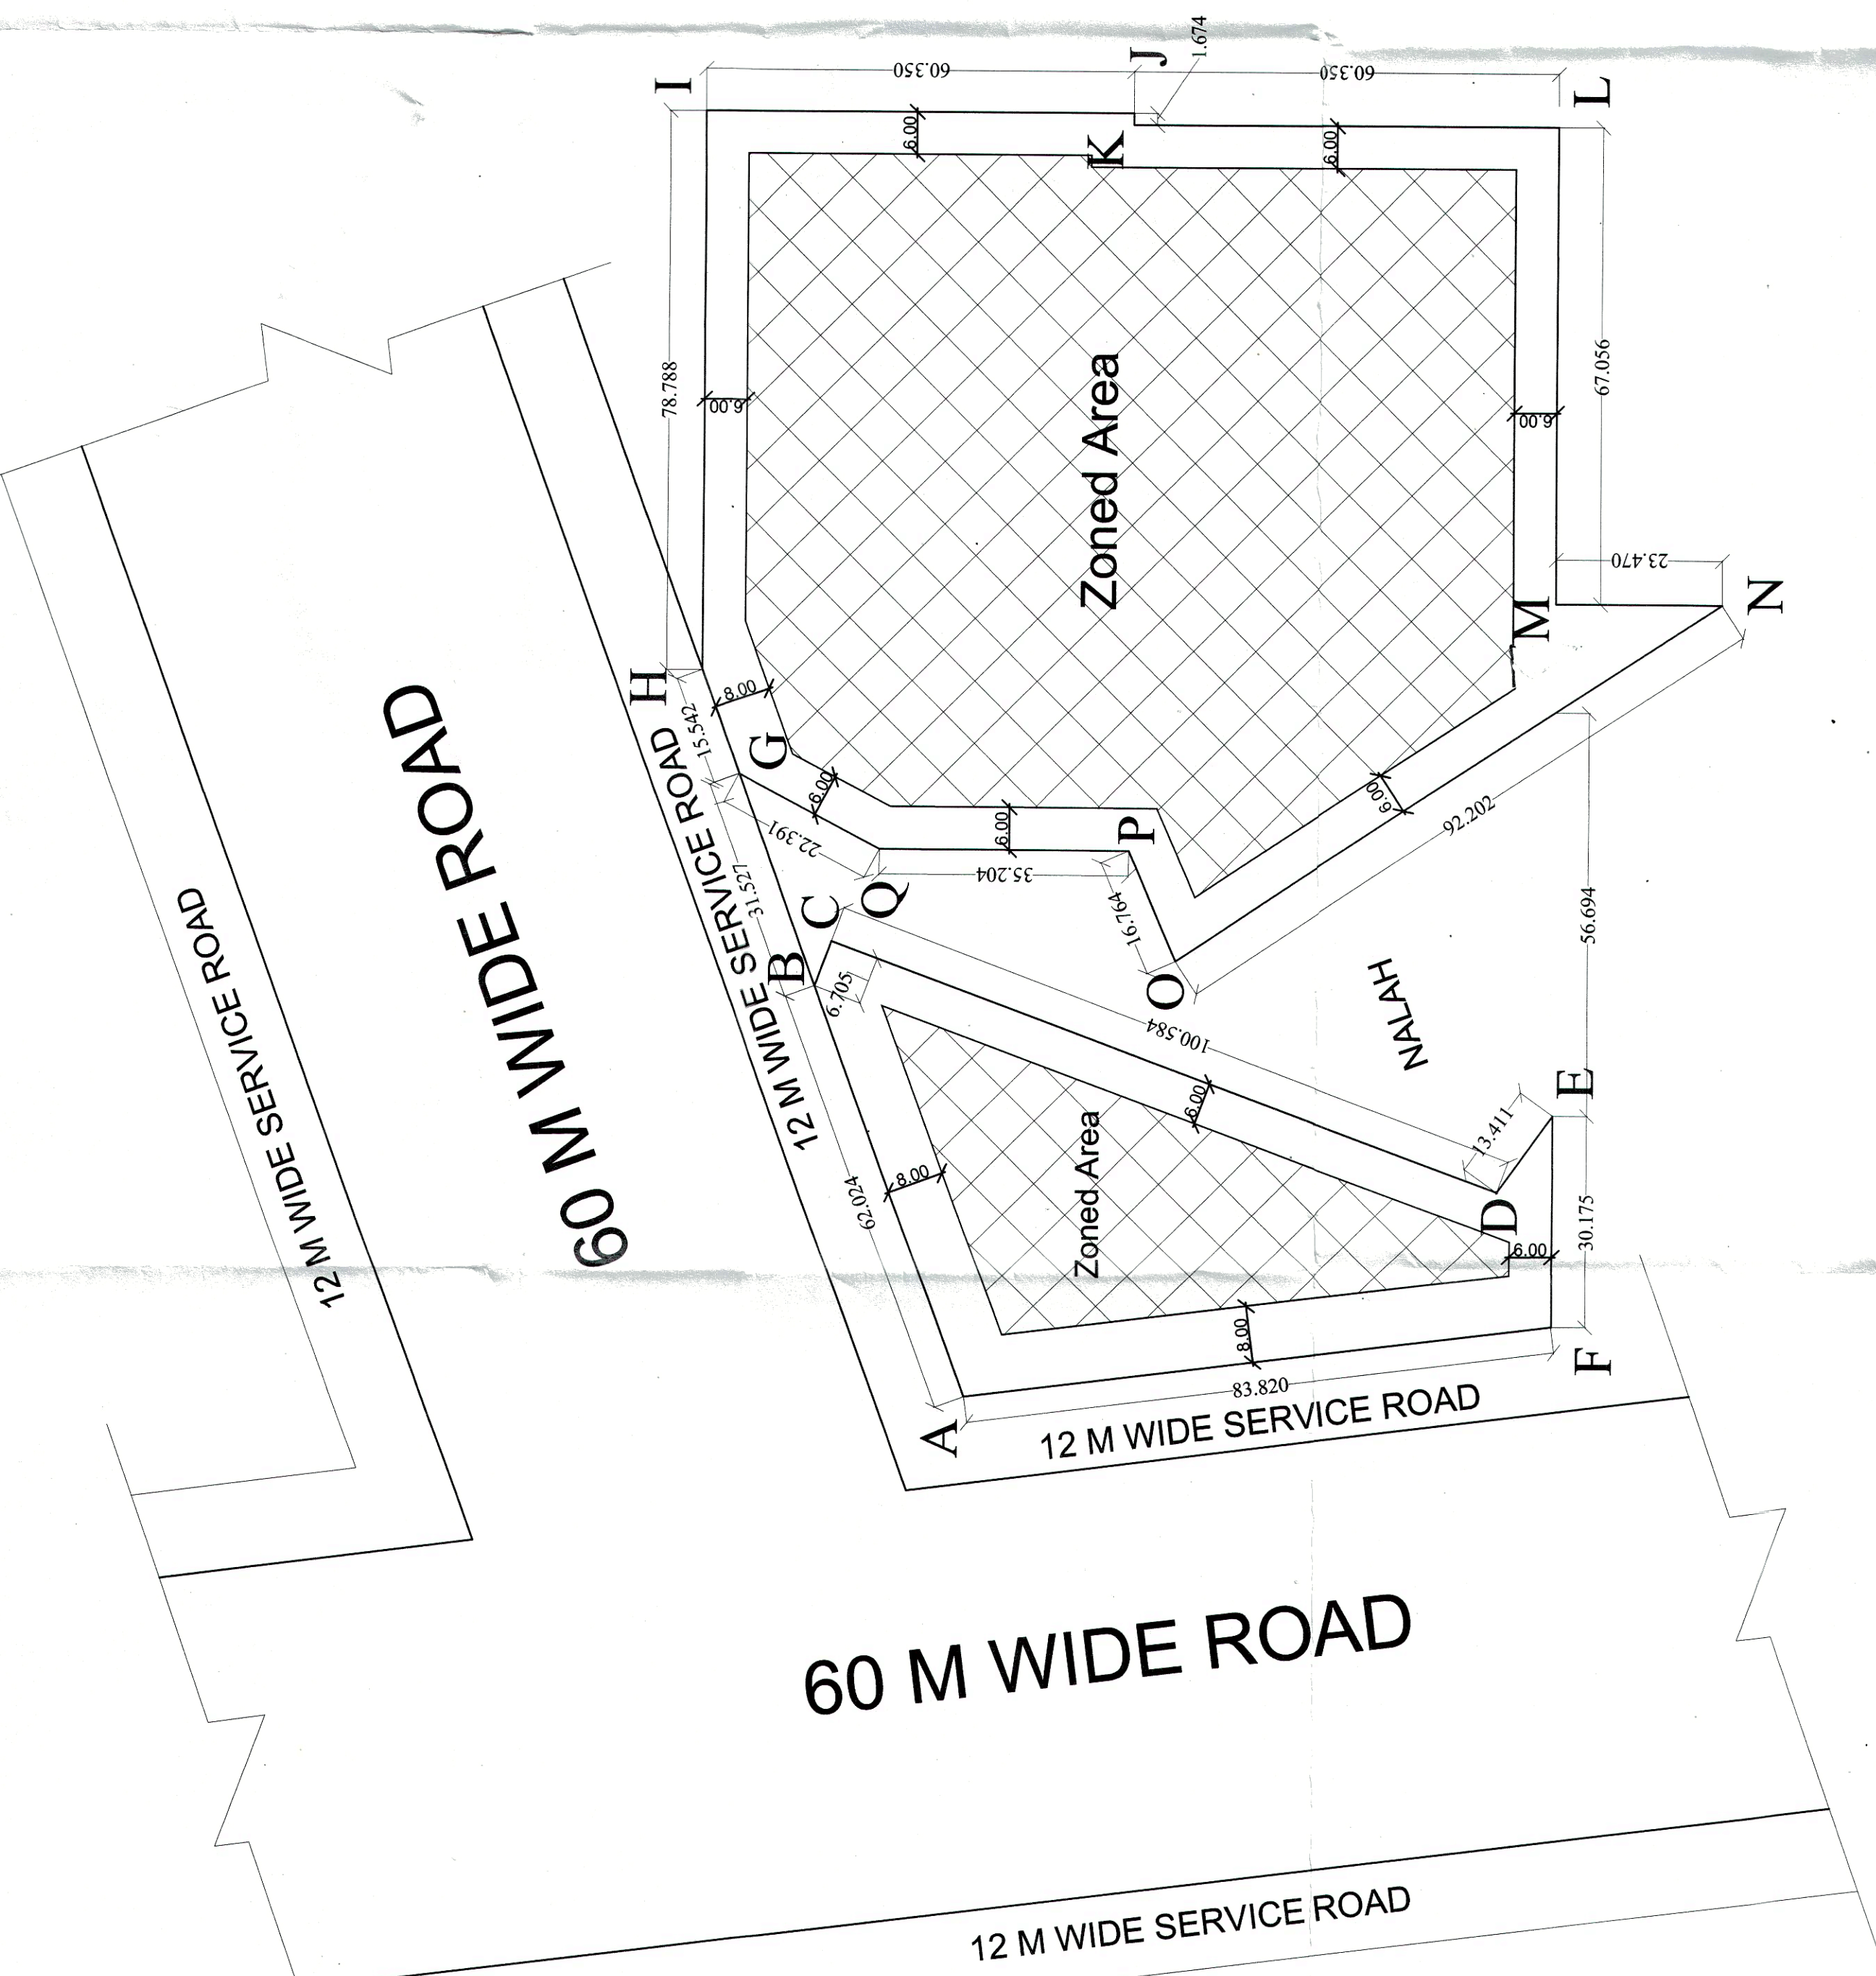 I
60.350
J
1.674
60.350
L
6.00
K
6.00
78.788
6.00
Zoned Area
67.056
6.00
23.470
M
N
H
15.542
8.00
G
6.00
22.391
6.00
P
35.204
6.00
92.202
12 M WIDE SERVICE ROAD
60 M WIDE ROAD
12 M WIDE SERVICE ROAD
31.527
C
Q
16.764
O
B
6.705
100.584
NALAH
56.694
E
13.411
6.00
12 M WIDE SERVICE ROAD
62.024
8.00
Zoned Area
D
6.00
30.175
8.00
83.820
F
A
12 M WIDE SERVICE ROAD
60 M WIDE ROAD
12 M WIDE SERVICE ROAD